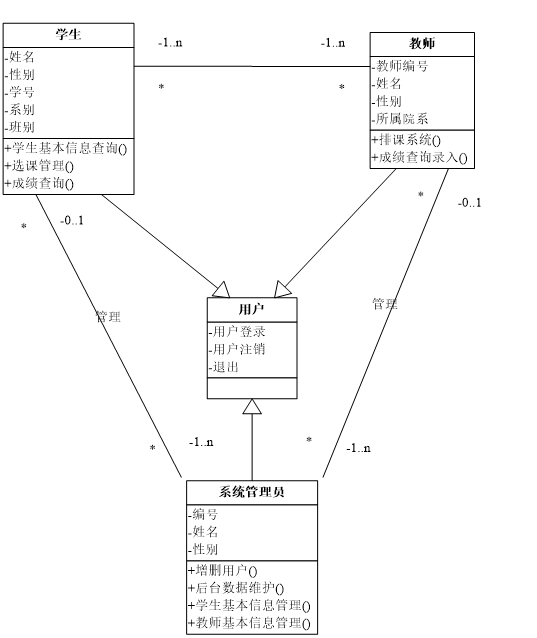 学生
-姓名
-性别
-学号
-系别
-班别
+学生基本信息查询()
+选课管理()
+成绩查询()
-1..n
-1..n
*
*
教师
-教师编号
-姓名
-性别
-所属院系
+排课系统()
+成绩查询录入()
*
-0..1
*
-0..1
管理
管理
用户
-用户登录
-用户注销
-退出
*
-1..n
*
-1..n
系统管理员
-编号
-姓名
-性别
+增删用户()
+后台数据维护()
+学生基本信息管理()
+教师基本信息管理()